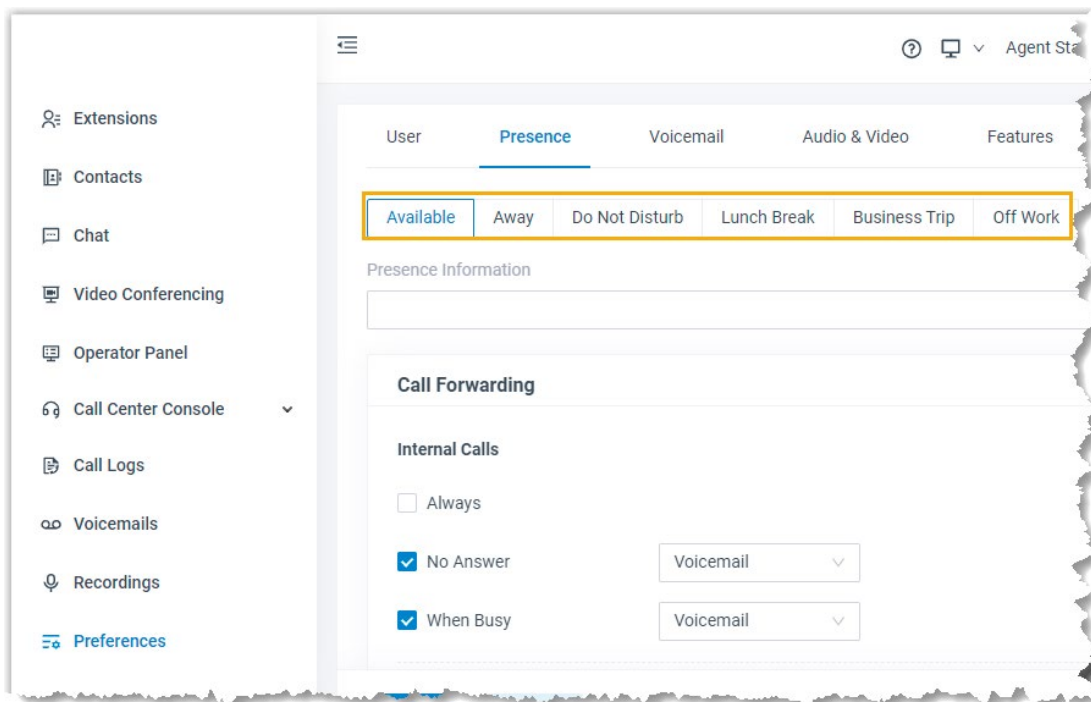 Agent Sta
Extensions
Contacts
Chat
Video Conferencing
Operator Panel
Call Center Console
Call Logs
Voicemails
Recordings
Preferences
User Presence Voicemail Audio & Video Features
Available Away Do Not Disturb Lunch Break Business Trip Off Work
Presence Information
Call Forwarding
Internal Calls
Always
No Answer Voicemail
When Busy Voicemail